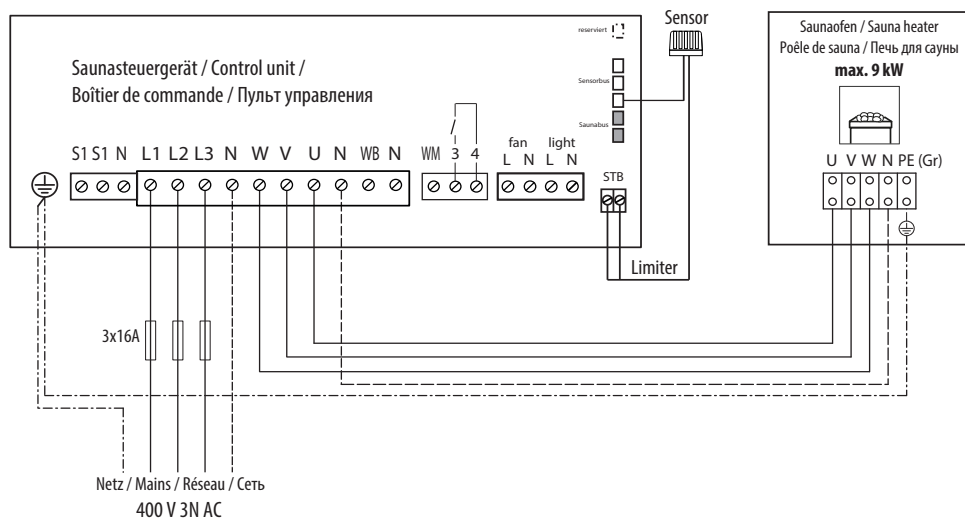 Sensor
reserviert
Sensorbus
Saunabus
Saunasteuergerät / Control unit /
Boîtier de commande / Пульт управления
S1 S1 N L1 L2 L3 N W V U N WB N
WM 3 4
fan light
L N L N
STB
Limiter
Saunaofen / Sauna heater
Poêle de sauna / Печь для сауны
max. 9 kW
U V W N PE (Gr)
3x16A
Netz / Mains / Réseau / Сеть
400 V 3N AC